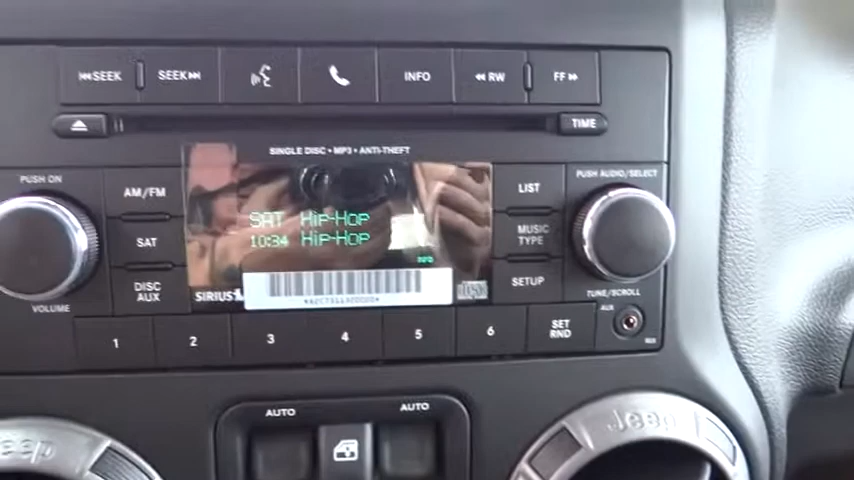 SEEK
SEEK
INFO
RW
FF
TIME
SINGLE DISC • MP3 • ANTI-THEFT
PUSH ON
PUSH AUDIO/SELECT
AM/FM
LIST
SAT Hip-Hop
SAT
MUSIC TYPE
10:34 Hip-Hop
INFO
DISC AUX
SETUP
SIRIUS
VOLUME
TUNE/SCROLL
AUX
1
2
3
4
5
6
SET RND
AUTO
AUTO
Jeep
Jeep